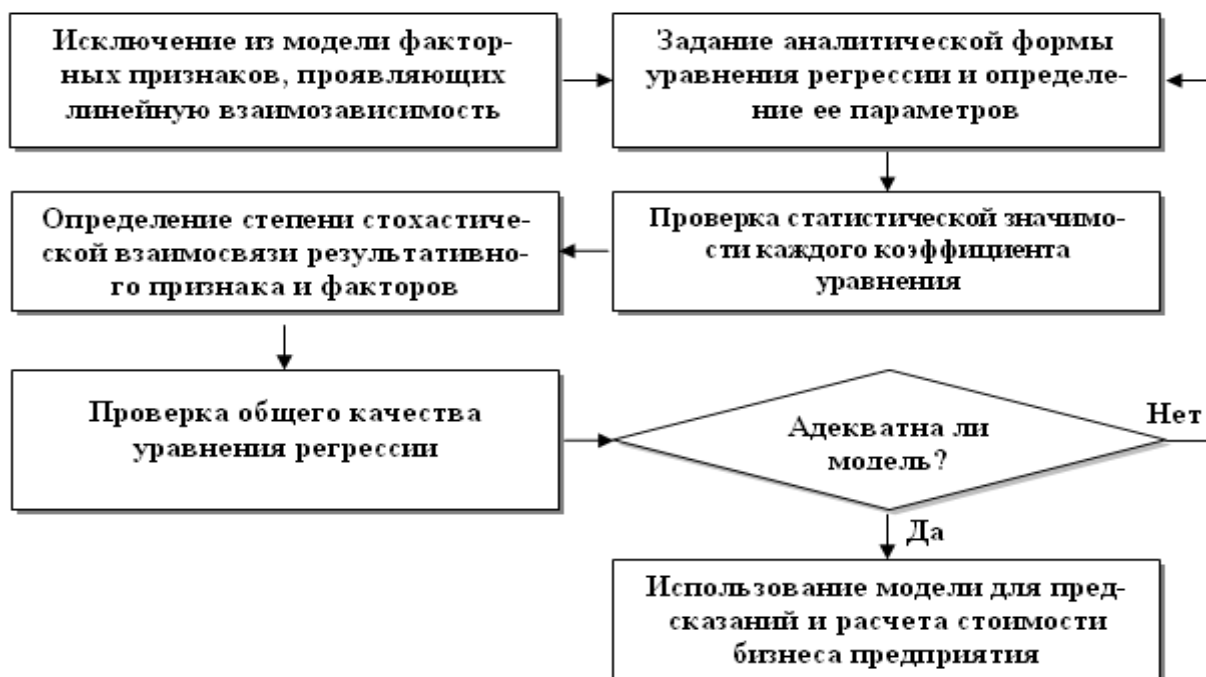 Исключение из модели фактор-
ных признаков, проявляющих
линейную взаимозависимость
Задание аналитической формы
уравнения регрессии и определе-
ние ее параметров
Проверка статистической значимо-
сти каждого коэффициента
уравнения
Определение степени стохастиче-
ской взаимосвязи результативно-
го признака и факторов
Проверка общего качества
уравнения регрессии
Адекватна ли
модель?
Нет
Да
Использование модели для пред-
сказаний и расчета стоимости
бизнеса предприятия